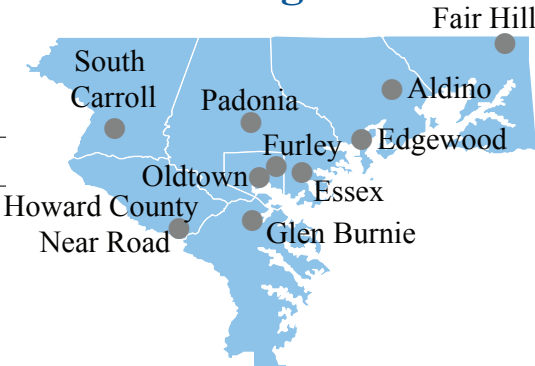 Fair Hill
South
Carroll
Aldino
Padonia
Edgewood
Furley
Oldtown
Essex
Howard County
Near Road
Glen Burnie